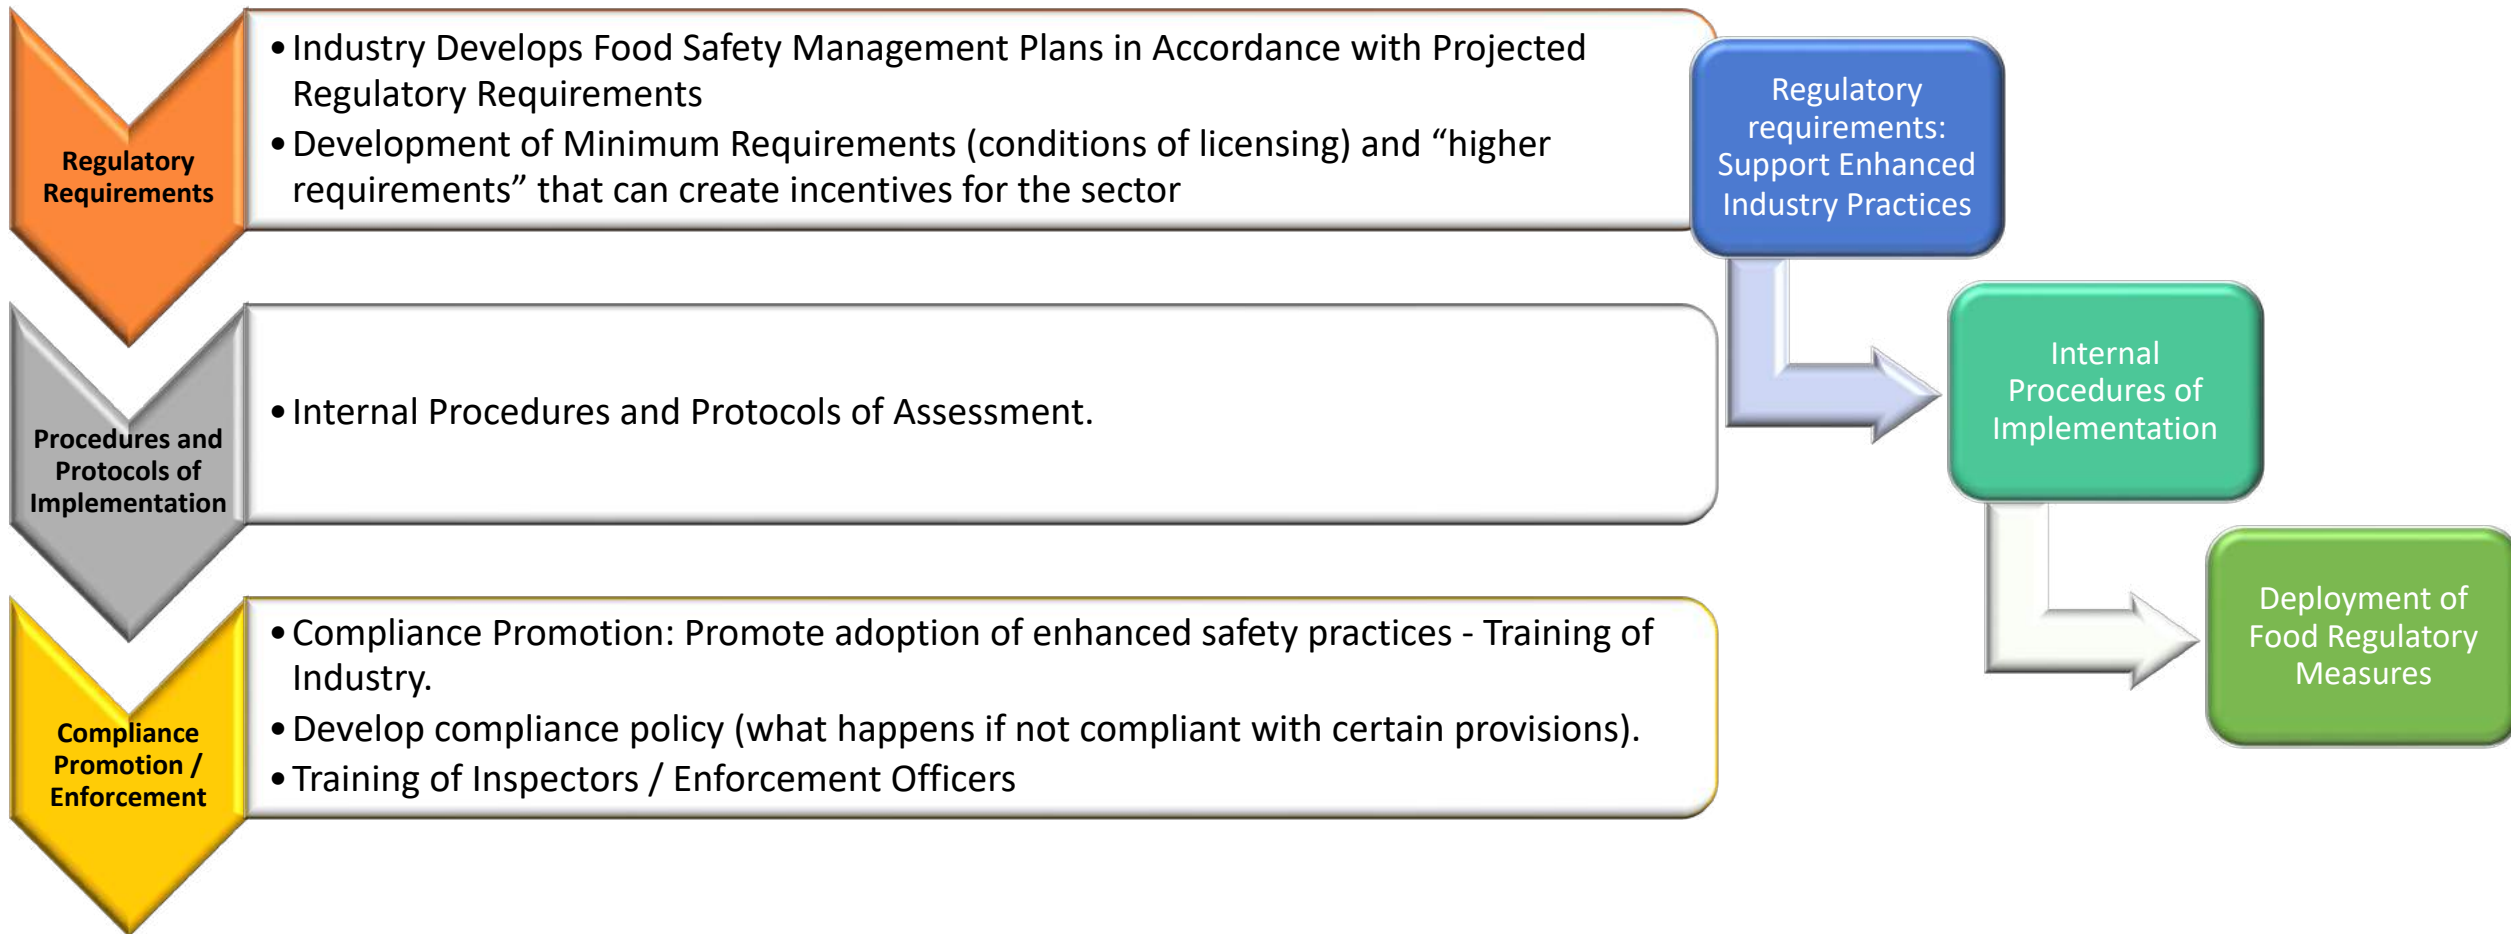 Regulatory
Requirements
• Industry Develops Food Safety Management Plans in Accordance with Projected
Regulatory Requirements
• Development of Minimum Requirements (conditions of licensing) and “higher
requirements” that can create incentives for the sector
Regulatory
requirements:
Support Enhanced
Industry Practices
Procedures and
Protocols of
Implementation
• Internal Procedures and Protocols of Assessment.
Internal
Procedures of
Implementation
Compliance
Promotion /
Enforcement
• Compliance Promotion: Promote adoption of enhanced safety practices - Training of
Industry.
• Develop compliance policy (what happens if not compliant with certain provisions).
• Training of Inspectors / Enforcement Officers
Deployment of
Food Regulatory
Measures